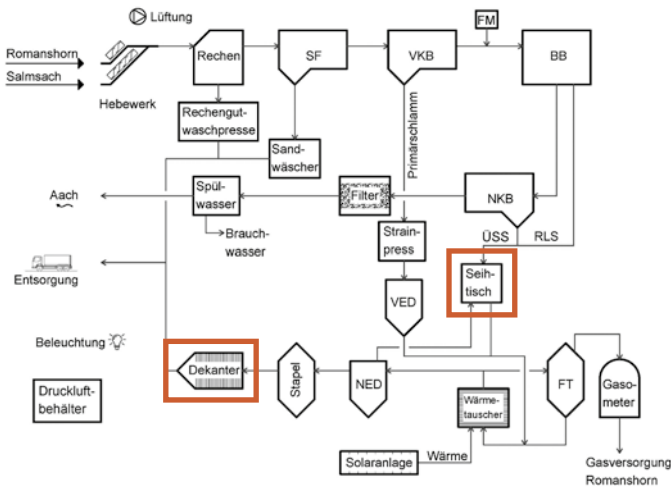 Lüftung
FM
Romanshorn
Salmsach
Hebewerk
Rechen
SF
VKB
BB
Rechengut-
waschpresse
Sand-
wäscher
Primärschlamm
Aach
Spül-
wasser
Filter
NKB
Brauch-
wasser
Strain-
press
ÜSS
RLS
Seih-
tisch
Entsorgung
VED
Beleuchtung
Dekanter
Stapel
NED
FT
Gaso-
meter
Druckluft-
behälter
Wärme-
tauscher
Solaranlage
Wärme
Gasversorgung
Romanshorn